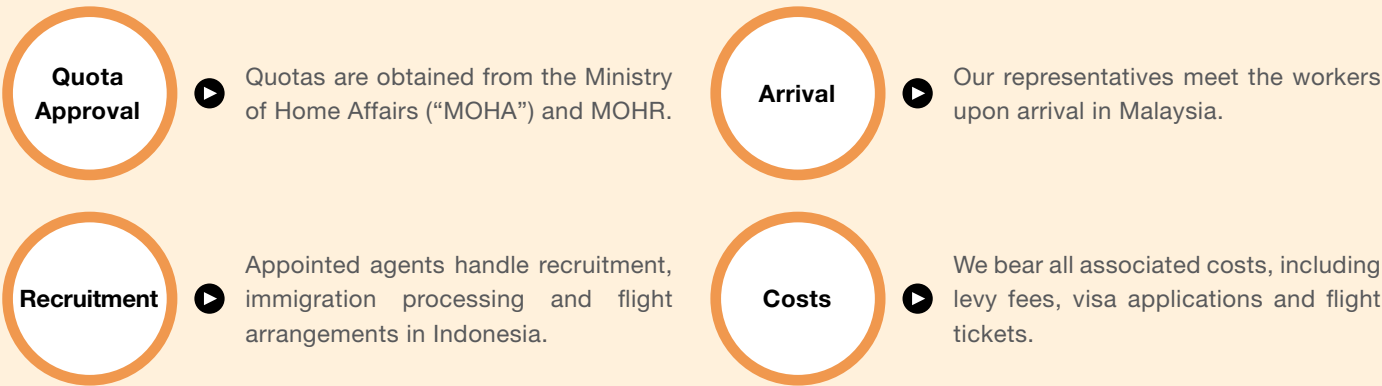 Quota
Approval
Quotas are obtained from the Ministry
of Home Affairs (“MOHA”) and MOHR.
Arrival
Our representatives meet the workers
upon arrival in Malaysia.
Recruitment
Appointed agents handle recruitment,
immigration processing and flight
arrangements in Indonesia.
Costs
We bear all associated costs, including
levy fees, visa applications and flight
tickets.